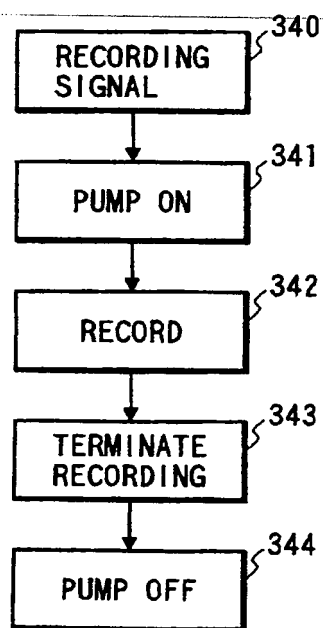 340
RECORDING
SIGNAL
341
PUMP ON
342
RECORD
343
TERMINATE
RECORDING
344
PUMP OFF